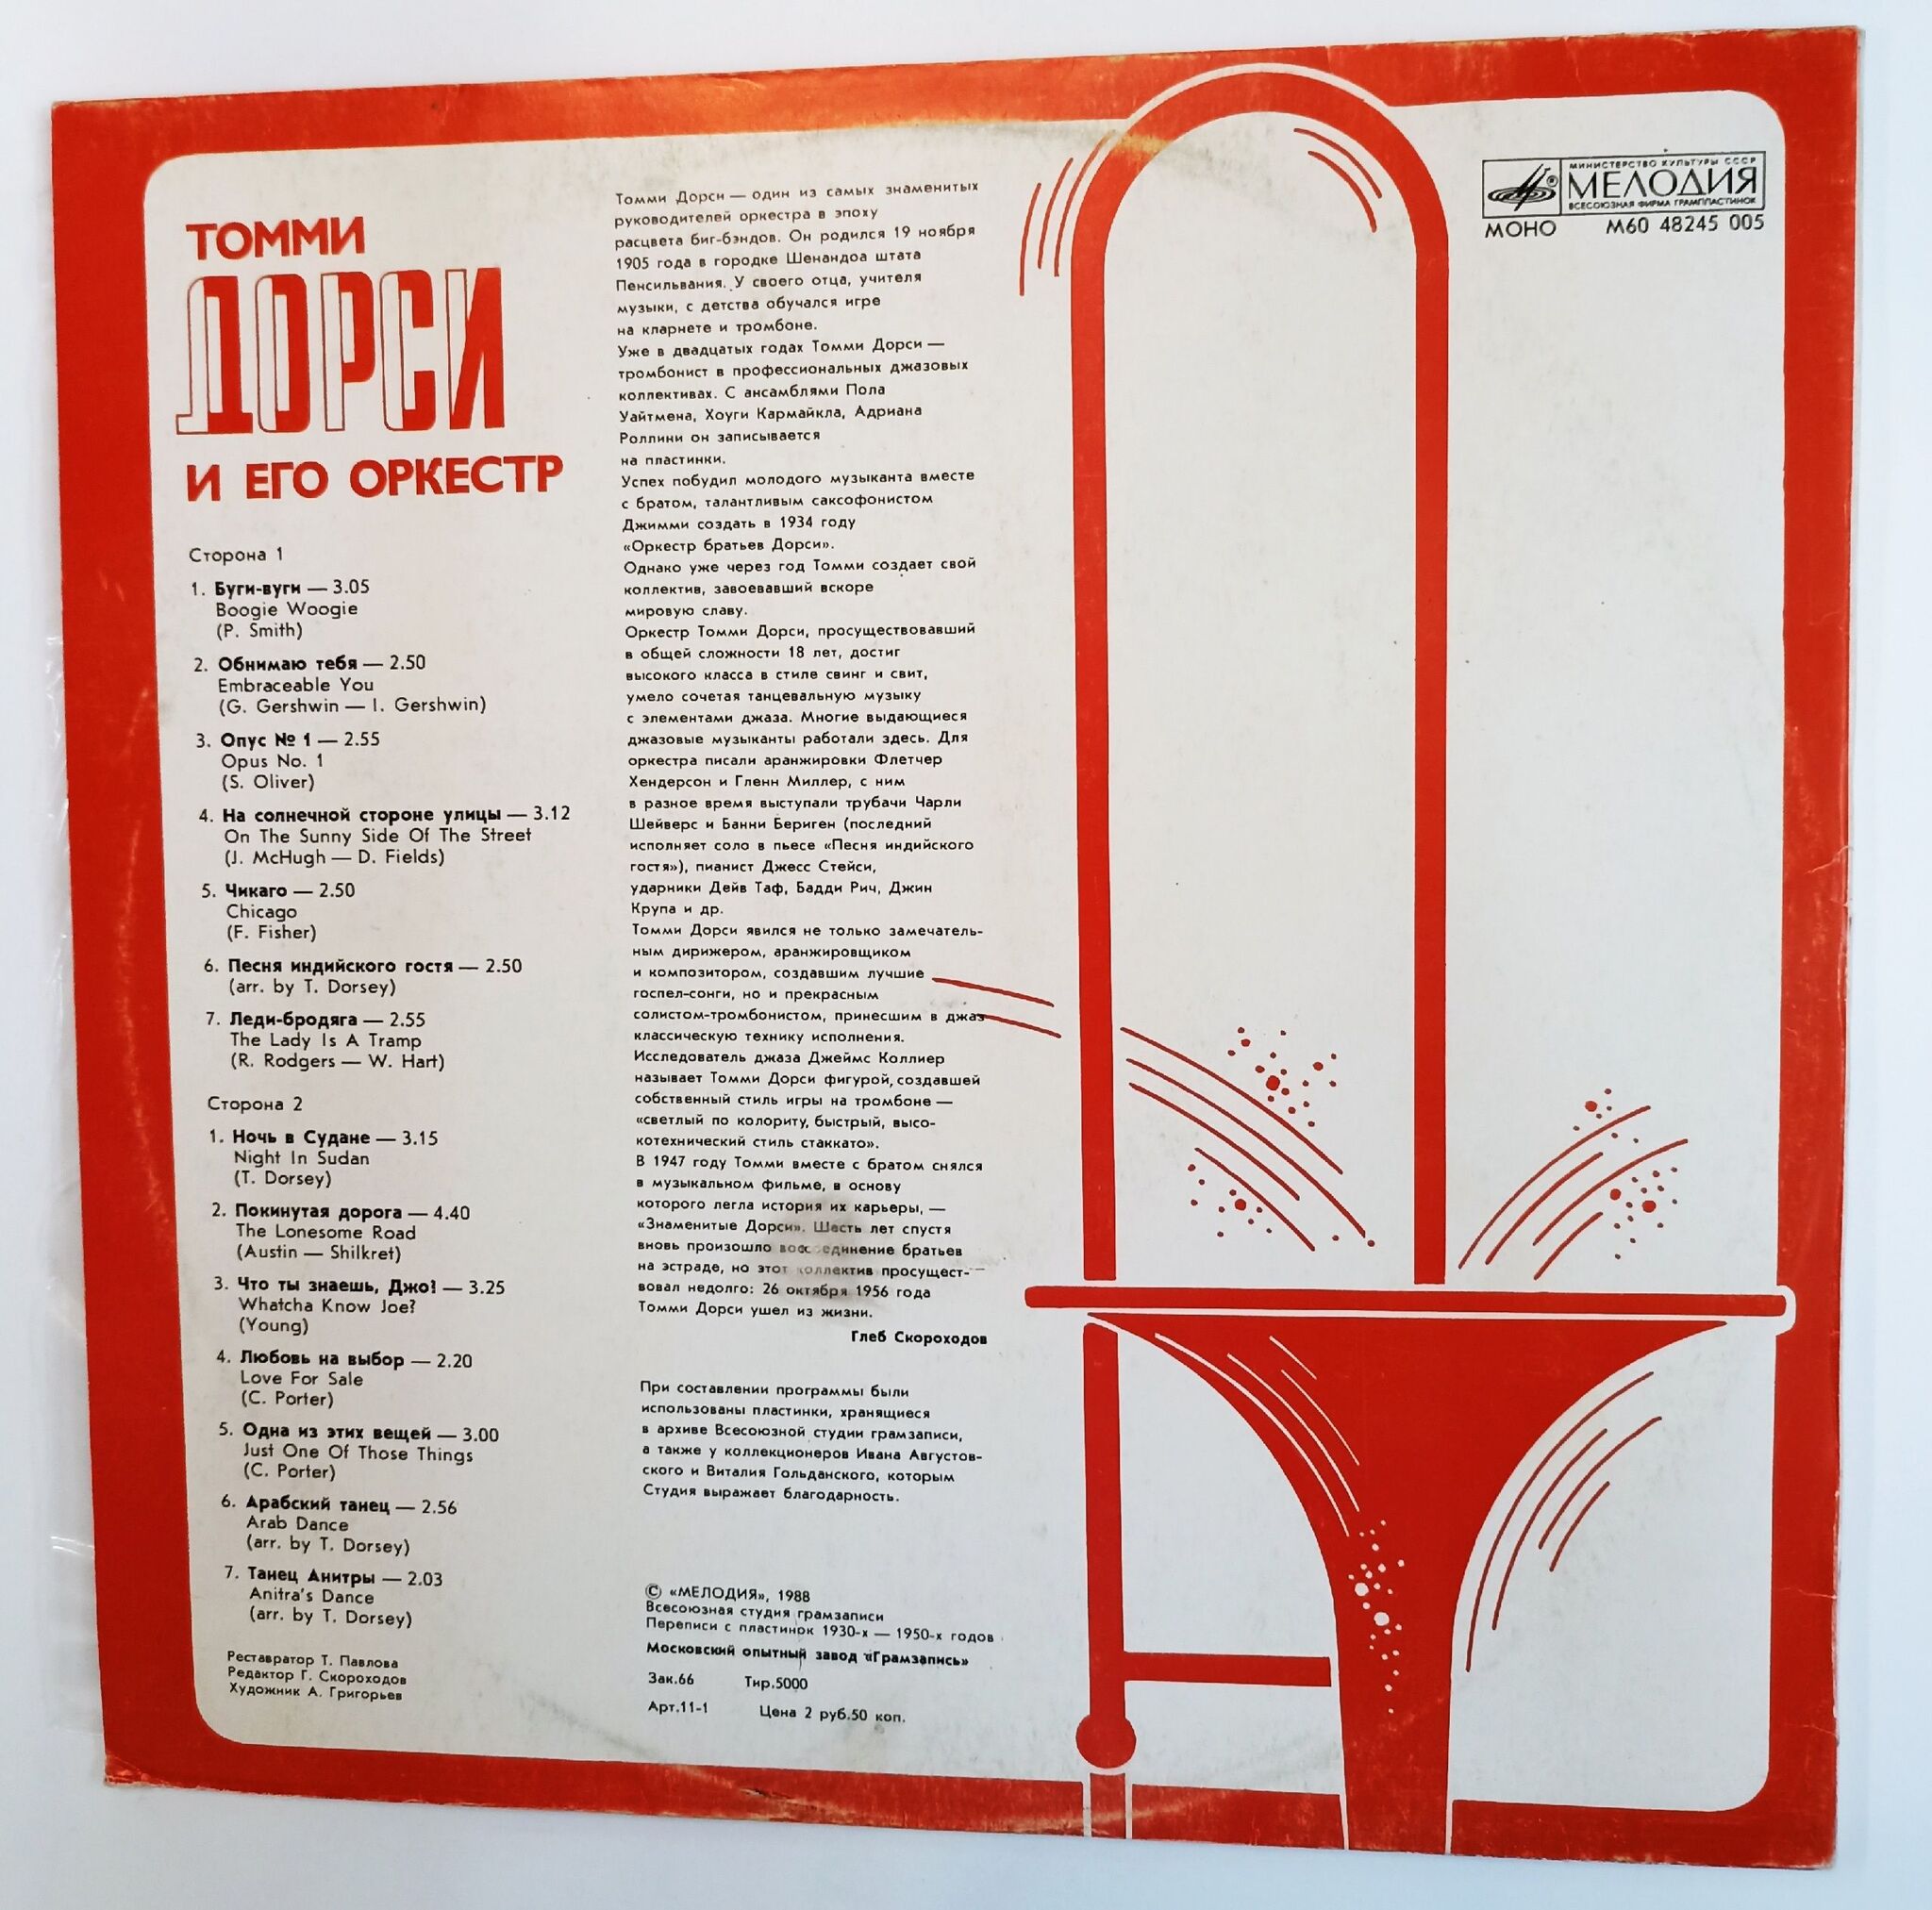 ТОММИ
ДОРСИ
И ЕГО ОРКЕСТР
Сторона 1
1. Буги-вуги — 3.05
Boogie Woogie
(P. Smith)
2. Обнимаю тебя — 2.50
Embraceable You
(G. Gershwin — I. Gershwin)
3. Опус № 1 — 2.55
Opus No. 1
(S. Oliver)
4. На солнечной стороне улицы — 3.12
On The Sunny Side Of The Street
(J. McHugh — D. Fields)
5. Чикаго — 2.50
Chicago
(F. Fisher)
6. Песня индийского гостя — 2.50
(arr. by T. Dorsey)
7. Леди-бродяга — 2.55
The Lady Is A Tramp
(R. Rodgers — W. Hart)
Сторона 2
1. Ночь в Судане — 3.15
Night In Sudan
(T. Dorsey)
2. Покинутая дорога — 4.40
The Lonesome Road
(Austin — Shilkret)
3. Что ты знаешь, Джо? — 3.25
Whatcha Know Joe?
(Young)
4. Любовь на выбор — 2.20
Love For Sale
(C. Porter)
5. Одна из этих вещей — 3.00
Just One Of Those Things
(C. Porter)
6. Арабский танец — 2.56
Arab Dance
(arr. by T. Dorsey)
7. Танец Анитры — 2.03
Anitra's Dance
(arr. by T. Dorsey)
Реставратор Т. Павлова
Редактор Г. Скороходов
Художник А. Григорьев
Томми Дорси — один из самых знаменитых
руководителей оркестра в эпоху
расцвета биг-бэндов. Он родился 19 ноября
1905 года в городке Шенандоа штата
Пенсильвания. У своего отца, учителя
музыки, с детства обучался игре
на кларнете и тромбоне.
Уже в двадцатых годах Томми Дорси —
тромбонист в профессиональных джазовых
коллективах. С ансамблями Пола
Уайтмена, Хоуги Кармайкла, Адриана
Роллини он записывается
на пластинки.
Успех побудил молодого музыканта вместе
с братом, талантливым саксофонистом
Джимми создать в 1934 году
«Оркестр братьев Дорси».
Однако уже через год Томми создает свой
коллектив, завоевавший вскоре
мировую славу.
Оркестр Томми Дорси, просуществовавший
в общей сложности 18 лет, достиг
высокого класса в стиле свинг и свит,
умело сочетая танцевальную музыку
с элементами джаза. Многие выдающиеся
джазовые музыканты работали здесь. Для
оркестра писали аранжировки Флетчер
Хендерсон и Гленн Миллер, с ним
в разное время выступали трубачи Чарли
Шейверс и Банни Бериген (последний
исполняет соло в пьесе «Песня индийского
гостя»), пианист Джесс Стейси,
ударники Дейв Таф, Бадди Рич, Джин
Крупа и др.
Томми Дорси явился не только замечатель-
ным дирижером, аранжировщиком
и композитором, создавшим лучшие
госпел-сонги, но и прекрасным
солистом-тромбонистом, принесшим в джаз
классическую технику исполнения.
Исследователь джаза Джеймс Коллиер
называет Томми Дорси фигурой, создавшей
собственный стиль игры на тромбоне —
«светлый по колориту, быстрый, высо-
котехнический стиль стаккато».
В 1947 году Томми вместе с братом снялся
в музыкальном фильме, в основу
которого легла история их карьеры, —
«Знаменитые Дорси». Шесть лет спустя
вновь произошло воссоединение братьев
на эстраде, но этот коллектив просущест-
вовал недолго: 26 октября 1956 года
Томми Дорси ушел из жизни.
Глеб Скороходов
При составлении программы были
использованы пластинки, хранящиеся
в архиве Всесоюзной студии грамзаписи,
а также у коллекционеров Ивана Августов-
ского и Виталия Гольданского, которым
Студия выражает благодарность.
© «МЕЛОДИЯ», 1988
Всесоюзная студия грамзаписи
Переписи с пластинок 1930-х — 1950-х годов
Московский опытный завод «Грамзапись»
Зак.66 Тир.5000
Арт.11-1 Цена 2 руб.50 коп.
МИНИСТЕРСТВО КУЛЬТУРЫ СССР
МЕЛОДИЯ
ВСЕСОЮЗНАЯ ФИРМА ГРАМПЛАСТИНОК
МОНО М60 48245 005